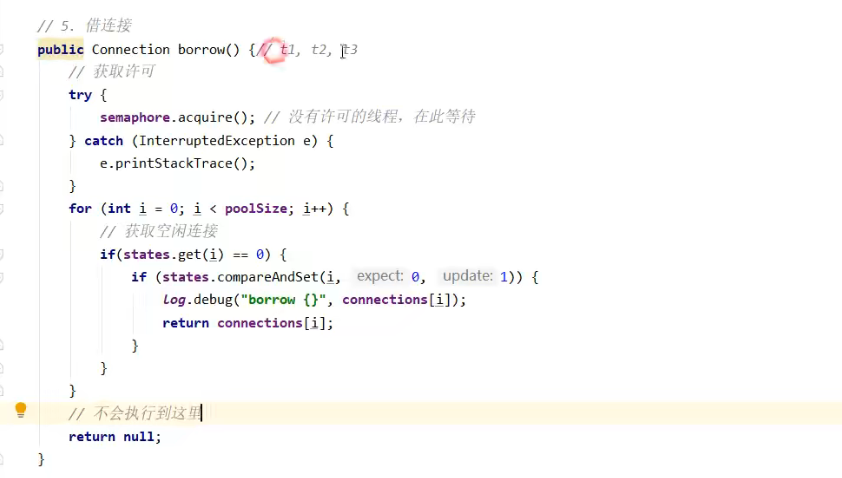 // 5. 借连接
public Connection borrow() {// t1, t2, t3
// 获取许可
try {
semaphore.acquire(); // 没有许可的线程，在此等待
} catch (InterruptedException e) {
e.printStackTrace();
}
for (int i = 0; i < poolSize; i++) {
// 获取空闲连接
if(states.get(i) == 0) {
if (states.compareAndSet(i, expect: 0, update: 1)) {
log.debug("borrow {}", connections[i]);
return connections[i];
}
}
}
// 不会执行到这里
return null;
}